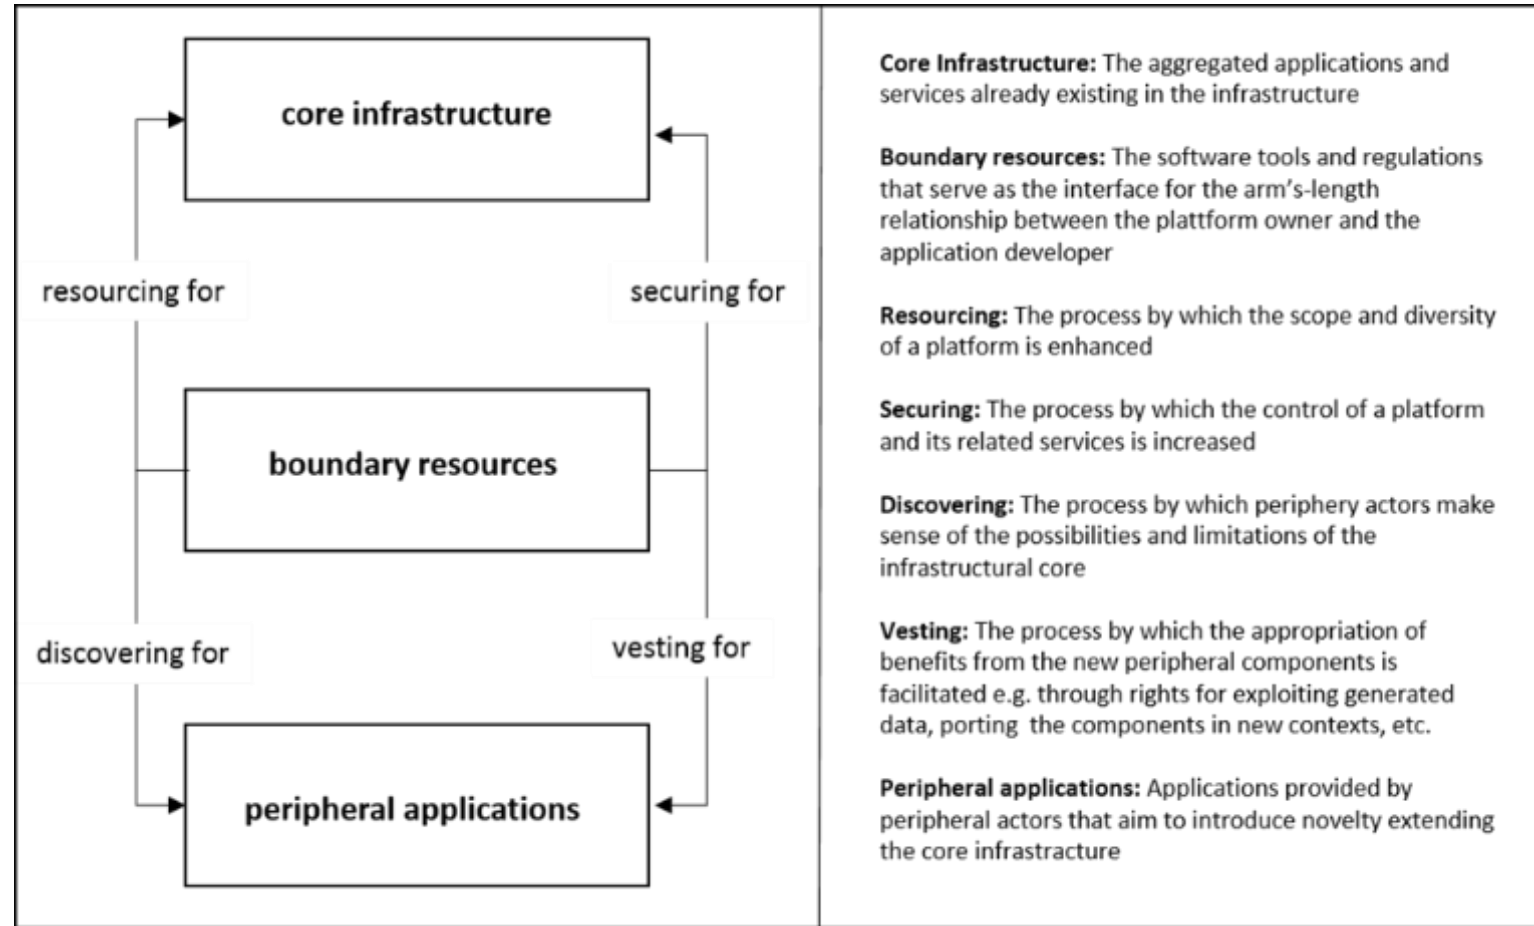 core infrastructure
resourcing for
securing for
boundary resources
discovering for
vesting for
peripheral applications
Core Infrastructure: The aggregated applications and
services already existing in the infrastructure
Boundary resources: The software tools and regulations
that serve as the interface for the arm's-length
relationship between the plattform owner and the
application developer
Resourcing: The process by which the scope and diversity
of a platform is enhanced
Securing: The process by which the control of a platform
and its related services is increased
Discovering: The process by which periphery actors make
sense of the possibilities and limitations of the
infrastructural core
Vesting: The process by which the appropriation of
benefits from the new peripheral components is
facilitated e.g. through rights for exploiting generated
data, porting the components in new contexts, etc.
Peripheral applications: Applications provided by
peripheral actors that aim to introduce novelty extending
the core infrastracture